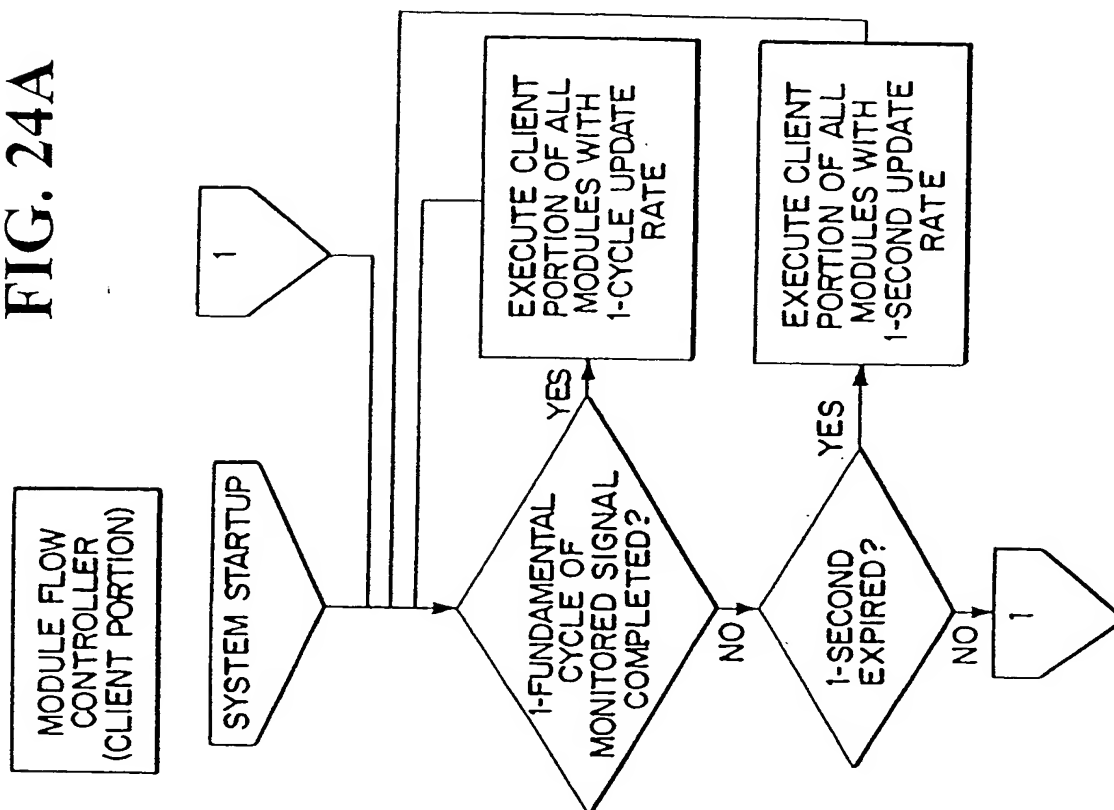 FIG. 24A
MODULE FLOW
CONTROLLER
(CLIENT PORTION)
SYSTEM STARTUP
1
1-FUNDAMENTAL
CYCLE OF
MONITORED SIGNAL
COMPLETED?
YES
EXECUTE CLIENT
PORTION OF ALL
MODULES WITH
1-CYCLE UPDATE
RATE
NO
1-SECOND
EXPIRED?
YES
EXECUTE CLIENT
PORTION OF ALL
MODULES WITH
1-SECOND UPDATE
RATE
NO
1